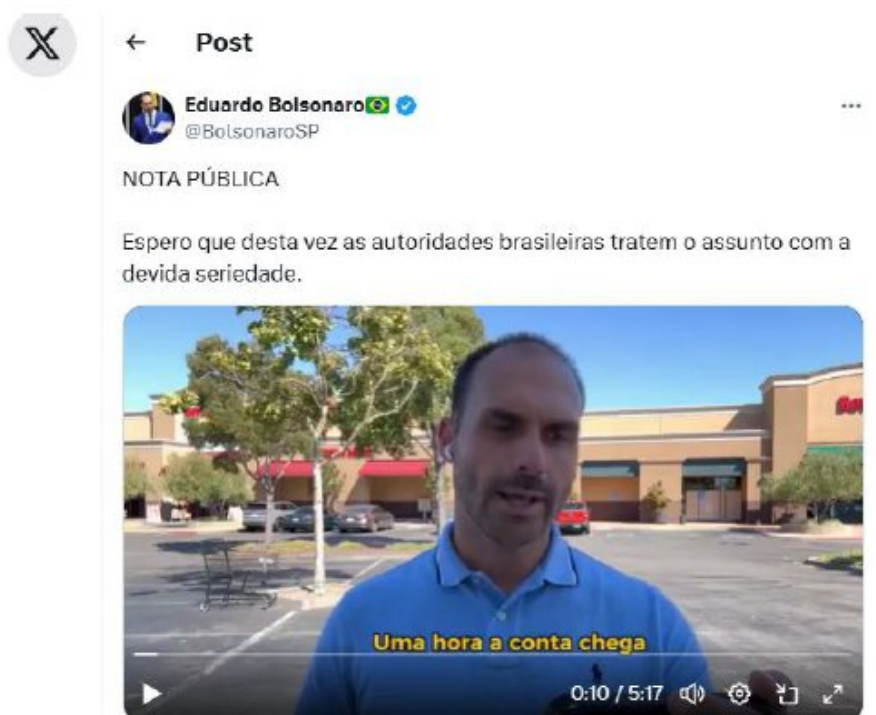 Post
Eduardo Bolsonaro
@BolsonaroSP
NOTA PÚBLICA
Espero que desta vez as autoridades brasileiras tratem o assunto com a
devida seriedade.
Uma hora a conta chega
0:10 / 5:17